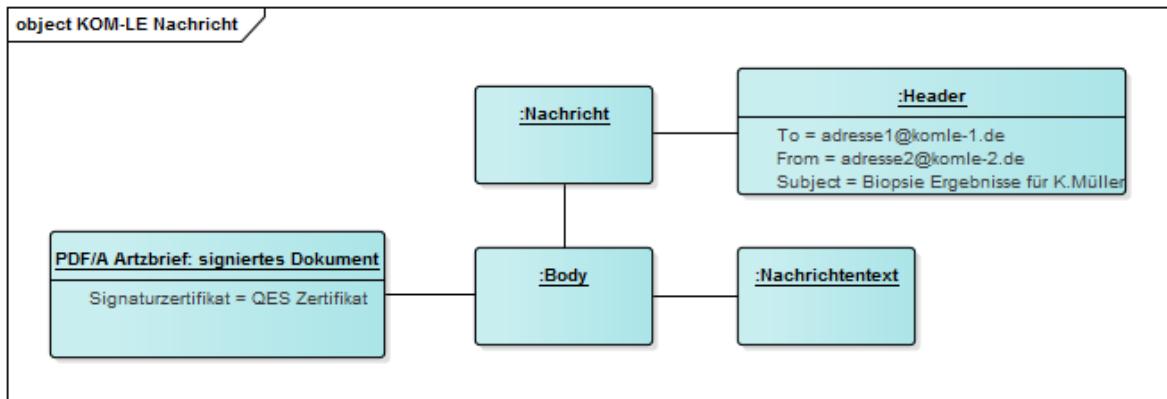 object KOM-LE Nachricht
:Nachricht
:Header
To = adresse1@komle-1.de
From = adresse2@komle-2.de
Subject = Biopsie Ergebnisse für K.Müller
PDF/A Artzbrief: signiertes Dokument
Signaturzertifikat = QES Zertifikat
:Body
:Nachrichtentext